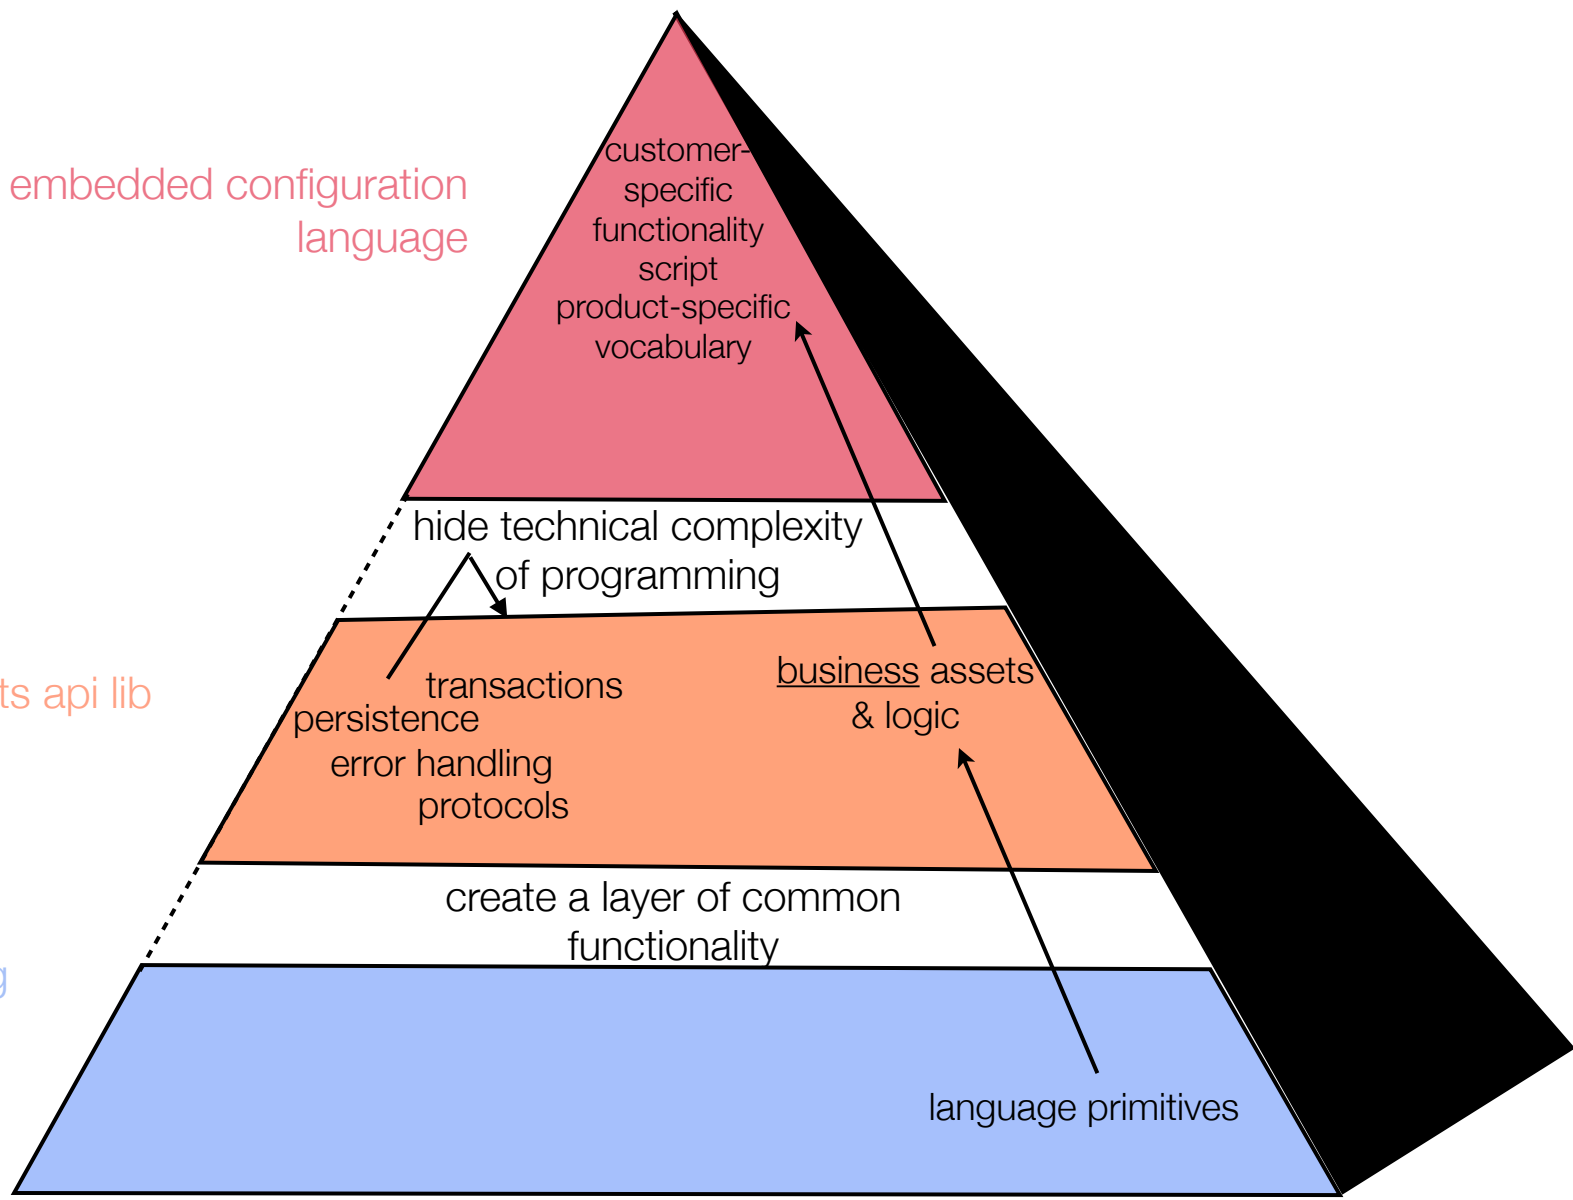 customer-
specific
functionality
script
product-specific
vocabulary
embedded configuration
language
hide technical complexity
of programming
transactions
persistence
error handling
protocols
business assets
& logic
api lib
create a layer of common
functionality
language primitives